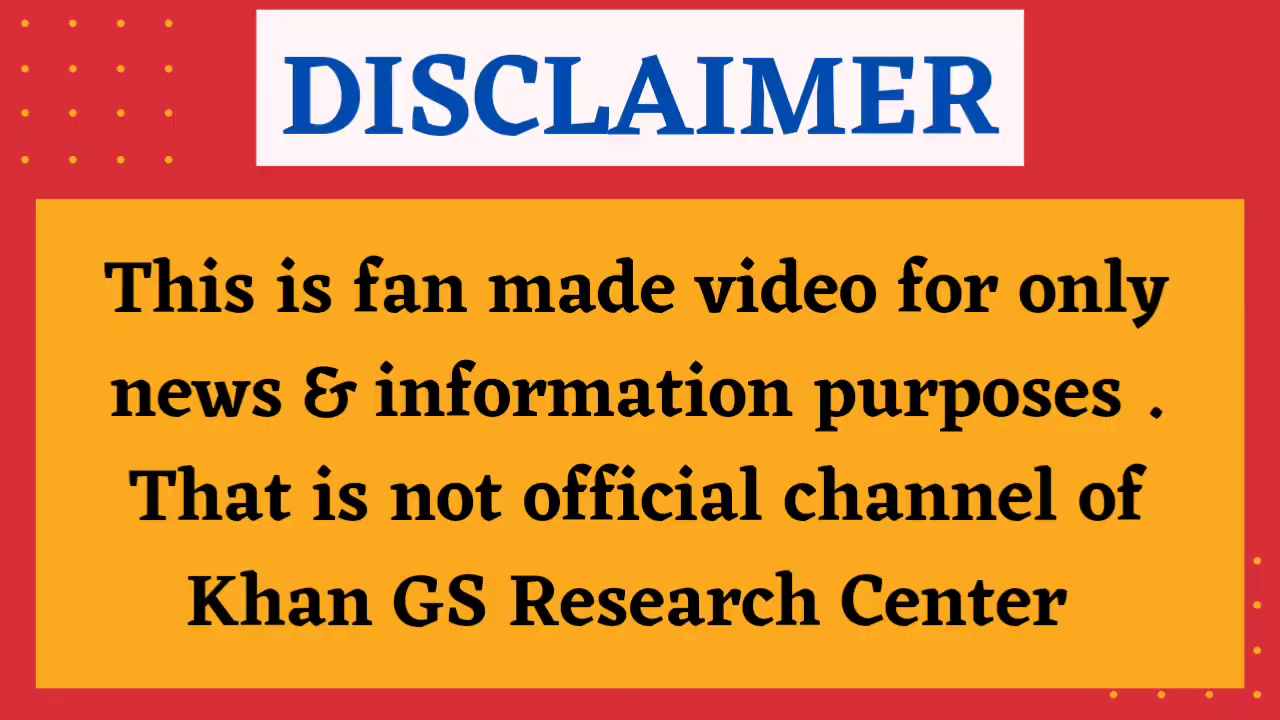 DISCLAIMER
This is fan made video for only
news & information purposes .
That is not official channel of
Khan GS Research Center